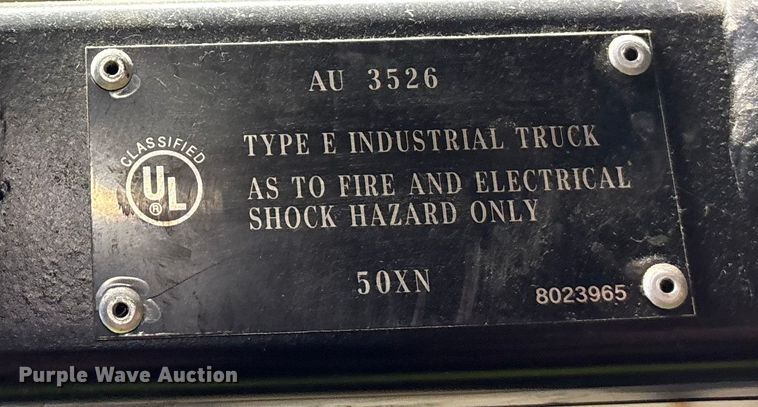 AU 3526
CLASSIFIED
UL
®
TYPE E INDUSTRIAL TRUCK
AS TO FIRE AND ELECTRICAL
SHOCK HAZARD ONLY
50XN
8023965
Purple Wave Auction